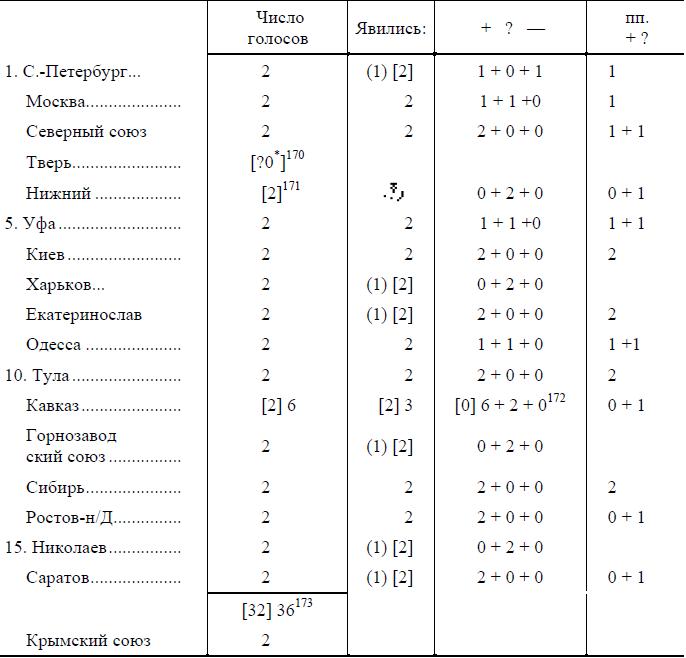 Число голосов Явились: + ? — пп. + ?
1. С.-Петербург... 2 (1) [2] 1 + 0 + 1 1
Москва..................... 2 2 1 + 1 +0 1
Северный союз 2 2 2 + 0 + 0 1 + 1
Тверь........................ [?0*]170
Нижний ................... [2]171 0 + 2 + 0 0 + 1
5. Уфа ........................... 2 2 1 + 1 +0 1 + 1
Киев ......................... 2 2 2 + 0 + 0 2
Харьков... 2 (1) [2] 0 + 2 + 0
Екатеринослав 2 (1) [2] 2 + 0 + 0 2
Одесса ..................... 2 2 1 + 1 + 0 1 +1
10. Тула ........................ 2 2 2 + 0 + 0 2
Кавказ...................... [2] 6 [2] 3 [0] 6 + 2 + 0172 0 + 1
Горнозавод
ский союз ................ 2 (1) [2] 0 + 2 + 0
Сибирь..................... 2 2 2 + 0 + 0 2
Ростов-н/Д............... 2 2 2 + 0 + 0 0 + 1
15. Николаев................ 2 (1) [2] 0 + 2 + 0
Саратов.................... 2 (1) [2] 2 + 0 + 0 0 + 1
[32] 36173
Крымский союз 2